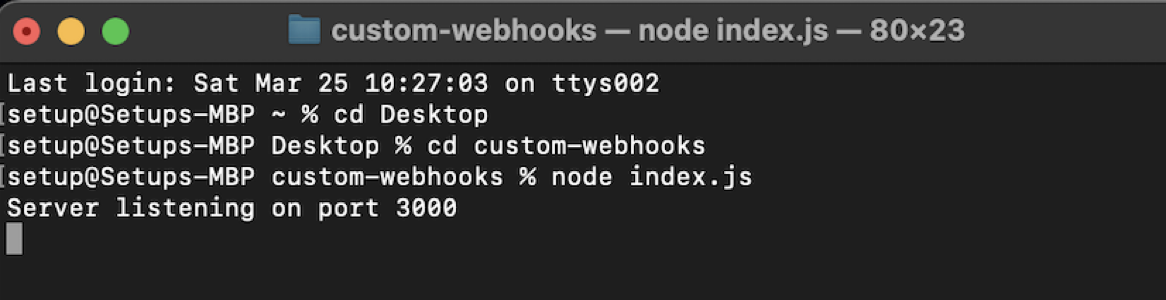 custom-webhooks — node index.js — 80×23
Last login: Sat Mar 25 10:27:03 on ttys002
[setup@Setups-MBP ~ % cd Desktop
[setup@Setups-MBP Desktop % cd custom-webhooks
[setup@Setups-MBP custom-webhooks % node index.js
Server listening on port 3000